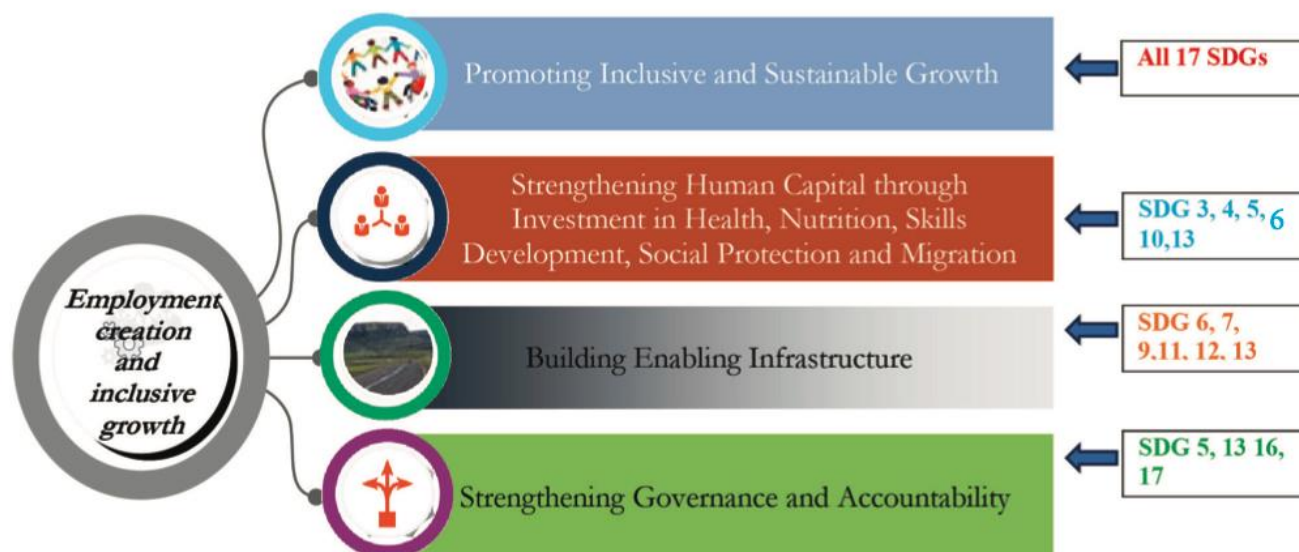 Promoting Inclusive and Sustainable Growth
All 17 SDGs
Strengthening Human Capital through
Investment in Health, Nutrition, Skills
Development, Social Protection and Migration
SDG 3, 4, 5, 6
10,13
Employment
creation
and
inclusive
growth
Building Enabling Infrastructure
SDG 6, 7,
9.11. 12. 13
Strengthening Governance and Accountability
SDG 5, 13 16,
17